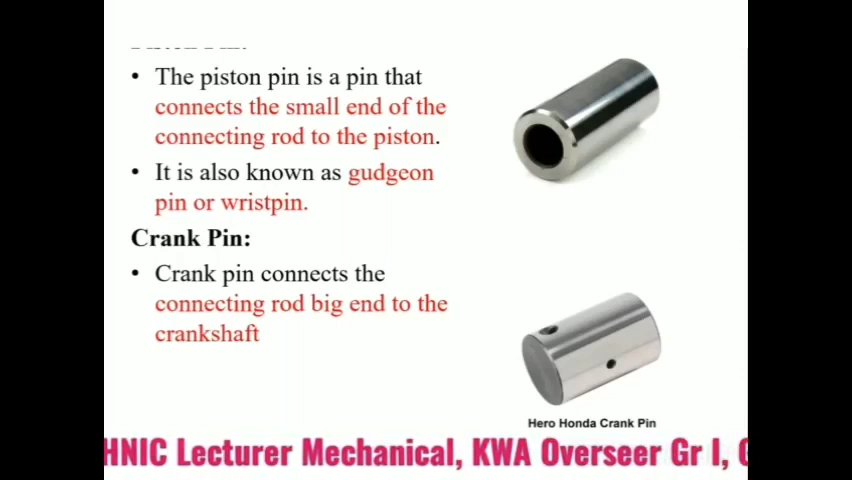 • The piston pin is a pin that
connects the small end of the
connecting rod to the piston.
• It is also known as gudgeon
pin or wristpin.
Crank Pin:
• Crank pin connects the
connecting rod big end to the
crankshaft
Hero Honda Crank Pin
HNIC Lecturer Mechanical, KWA Overseer Gr I,